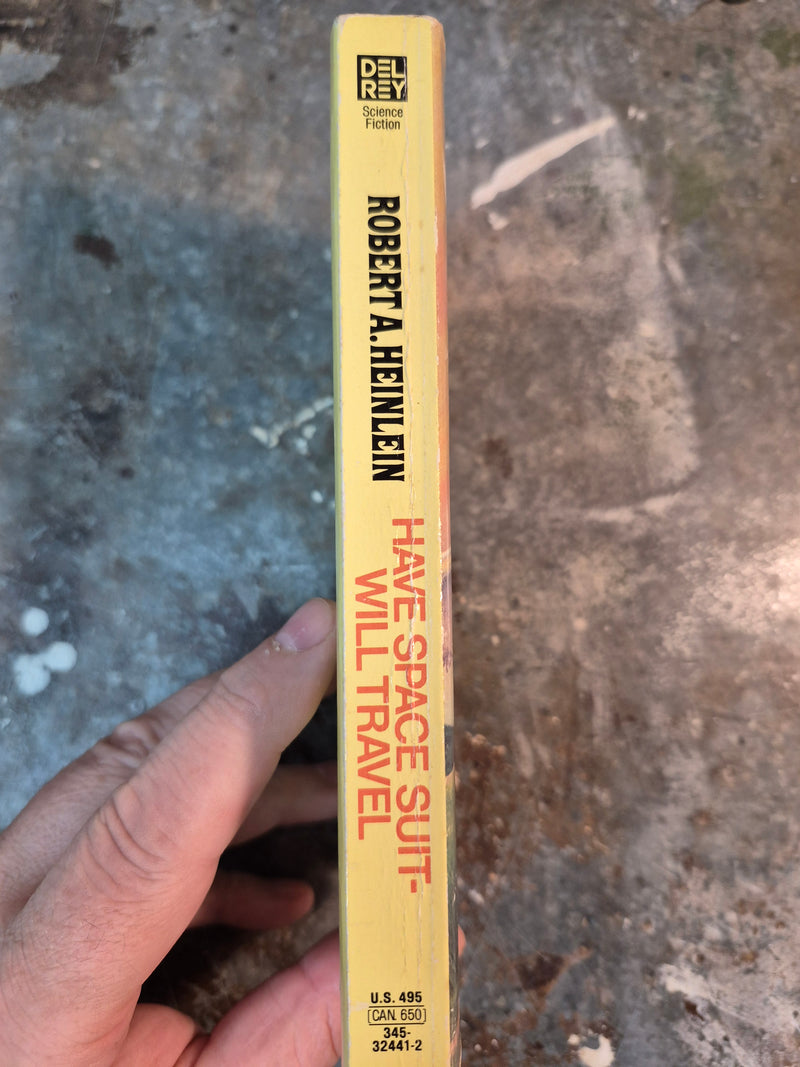 DEL
REY
Science
Fiction
ROBERT A. HEINLEIN
HAVE SPACE SUIT-
WILL TRAVEL
U.S. 495
CAN. 650
345-
32441-2